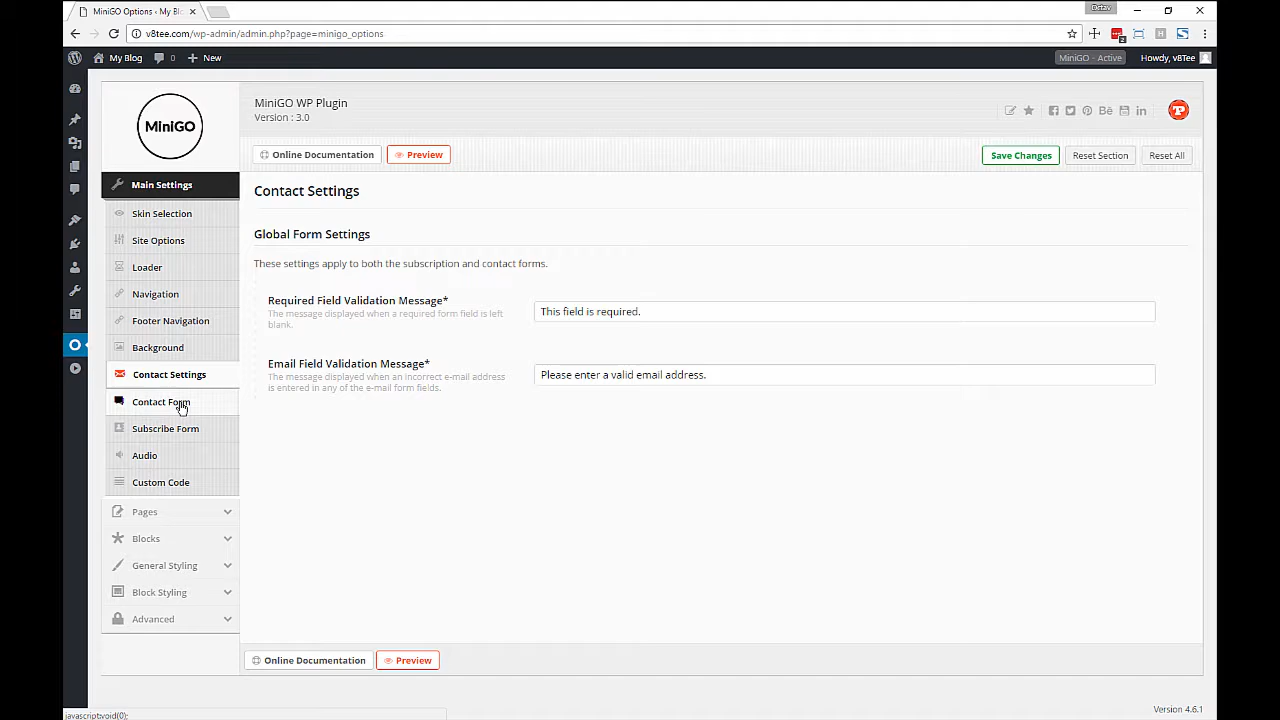 MiniGO Options ‹ My Bl
Octav
v8tee.com/wp-admin/admin.php?page=minigo_options
2
My Blog
0
New
MiniGO - Active
Howdy, v8Tee
MiniGO
MiniGO WP Plugin
Version : 3.0
Bē
Online Documentation
Preview
Save Changes
Reset Section
Reset All
Main Settings
Skin Selection
Site Options
Loader
Navigation
Footer Navigation
Background
Contact Settings
Contact Form
Subscribe Form
Audio
Custom Code
Pages
Blocks
General Styling
Block Styling
Advanced
Contact Settings
Global Form Settings
These settings apply to both the subscription and contact forms.
Required Field Validation Message*
The message displayed when a required form field is left
blank.
This field is required.
Email Field Validation Message*
The message displayed when an incorrect e-mail address
is entered in any of the e-mail form fields.
Please enter a valid email address.
Online Documentation
Preview
Version 4.6.1
javascript:void(0);